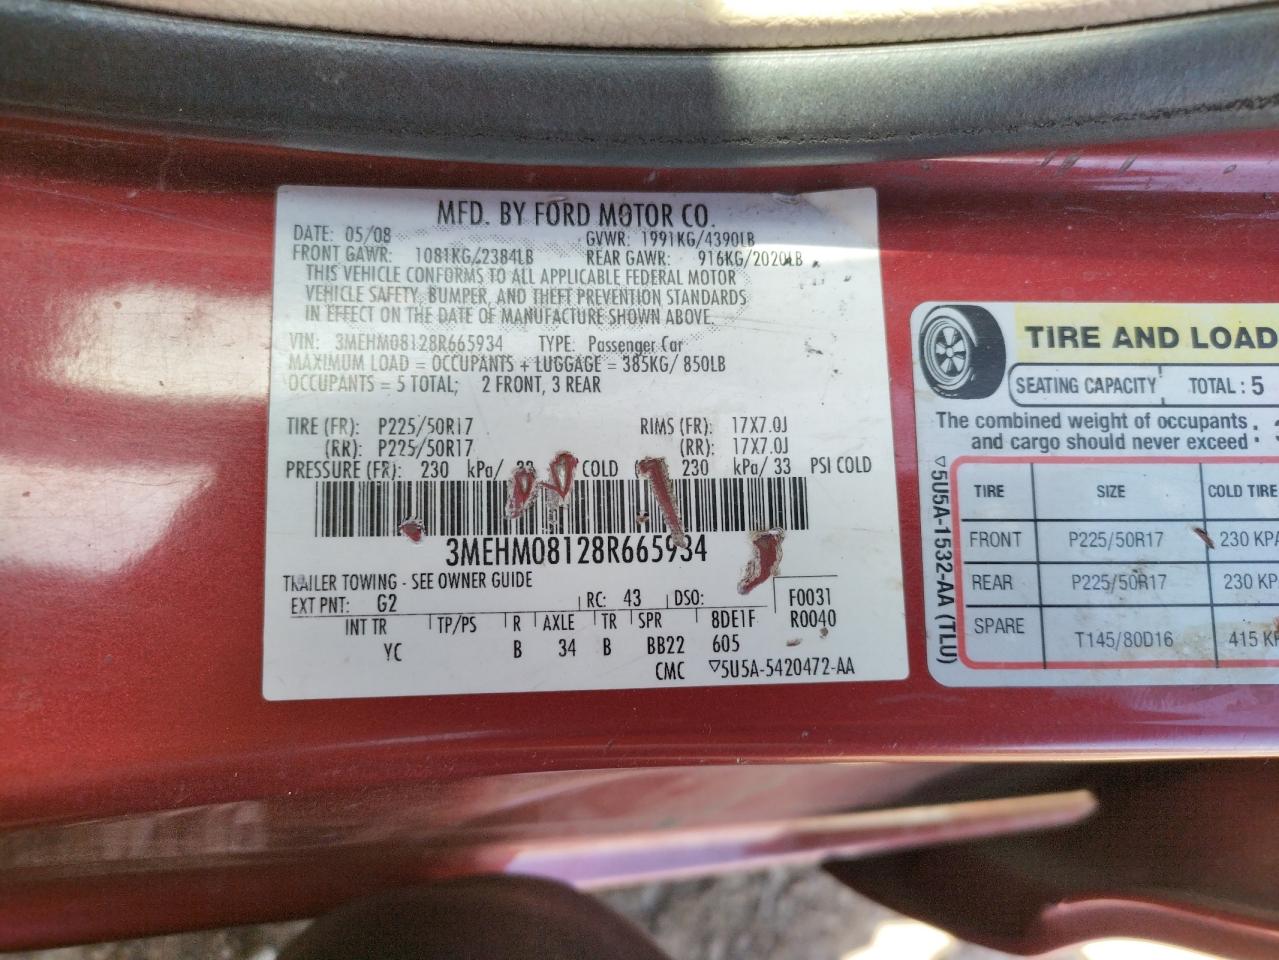 MFD. BY FORD MOTOR CO.
DATE: 05/08 GVWR: 1991KG/4390LB
FRONT GAWR: 1081KG/2384LB REAR GAWR: 916KG/2020LB
THIS VEHICLE CONFORMS TO ALL APPLICABLE FEDERAL MOTOR
VEHICLE SAFETY, BUMPER, AND THEFT PREVENTION STANDARDS
IN EFFECT ON THE DATE OF MANUFACTURE SHOWN ABOVE.
VIN: 3MEHM08128R665934 TYPE: Passenger Car
MAXIMUM LOAD = OCCUPANTS + LUGGAGE = 385KG/ 850LB
OCCUPANTS = 5 TOTAL; 2 FRONT, 3 REAR
TIRE (FR): P225/50R17 RIMS (FR): 17X7.0J
(RR): P225/50R17 (RR): 17X7.0J
PRESSURE (FR): 230 kPa/ 33 COLD 230 kPa/ 33 PSI COLD
3MEHM08128R665934
TRAILER TOWING - SEE OWNER GUIDE
EXT PNT: G2 RC: 43 DSO: F0031
INT TR TP/PS R AXLE TR SPR 8DE1F R0040
YC B 34 B BB22 605
CMC ▽5U5A-5420472-AA
TIRE AND LOAD
SEATING CAPACITY TOTAL : 5
The combined weight of occupants :
and cargo should never exceed
TIRE SIZE COLD TIRE
FRONT P225/50R17 230 KPA
REAR P225/50R17 230 KPA
SPARE T145/80D16 415
▽5U5A-1532-AA (TLU)